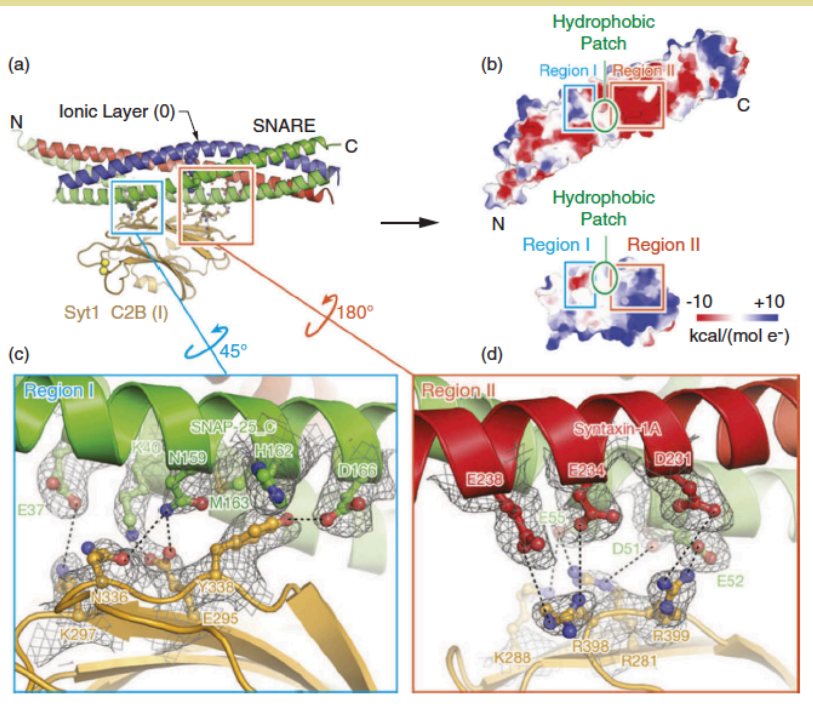 (a)
Ionic Layer (0)
N
SNARE
C
Syt1 C2B (I)
45°
180°
(b)
Hydrophobic
Patch
Region I
Region II
C
N
Hydrophobic
Patch
Region I
Region II
-10
+10
kcal/(mol e-)
(c)
Region I
SNAP-25_C
K40
N159
H162
D166
E37
M163
N336
Y338
E295
K297
(d)
Region II
Syntaxin-1A
E238
E234
D231
E55
D51
E52
K288
R398
R281
R399